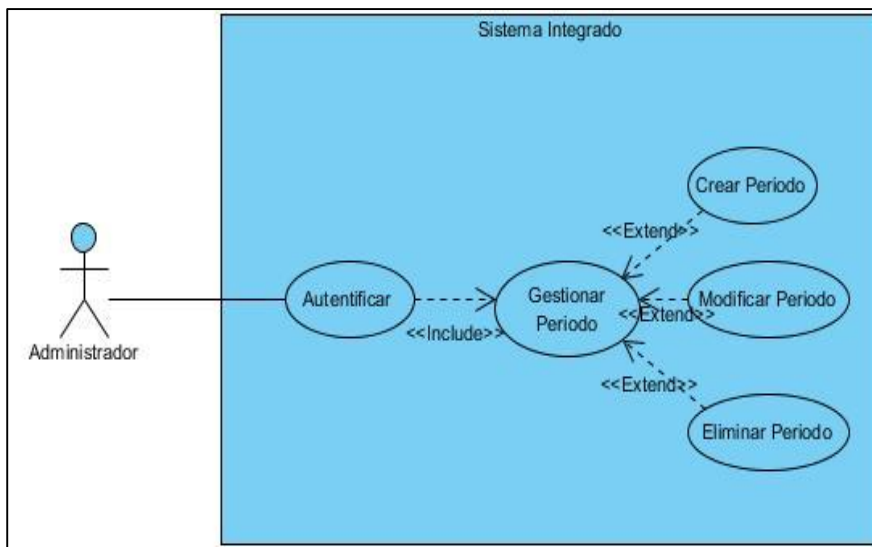 Sistema Integrado
Crear Periodo
<<Extend>>
Autentificar
Gestionar
Periodo
Modificar Periodo
<<Extend>>
<<Include>>
Administrador
<<Extend>>
Eliminar Periodo